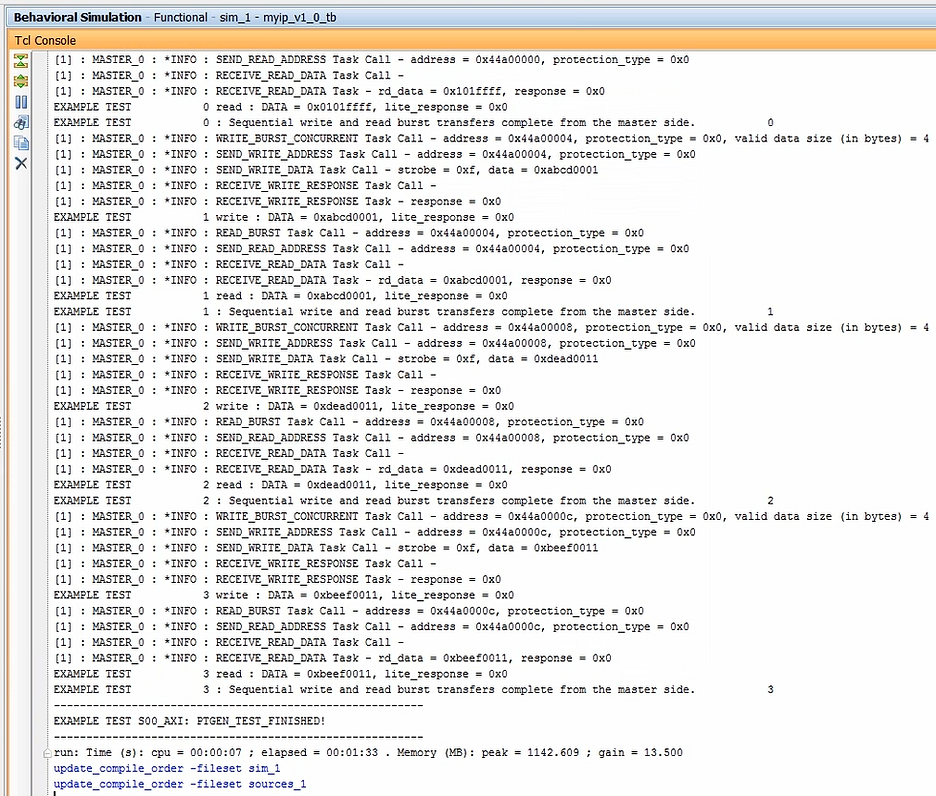 Behavioral Simulation - Functional - sim_1 - myip_v1_0_tb
Tcl Console
[1] : MASTER_0 : *INFO : SEND_READ_ADDRESS Task Call - address = 0x44a00000, protection_type = 0x0
[1] : MASTER_0 : *INFO : RECEIVE_READ_DATA Task Call -
[1] : MASTER_0 : *INFO : RECEIVE_READ_DATA Task - rd_data = 0x101ffff, response = 0x0
EXAMPLE TEST 0 read : DATA = 0x0101ffff, lite_response = 0x0
EXAMPLE TEST 0 : Sequential write and read burst transfers complete from the master side. 0
[1] : MASTER_0 : *INFO : WRITE_BURST_CONCURRENT Task Call - address = 0x44a00004, protection_type = 0x0, valid data size (in bytes) = 4
[1] : MASTER_0 : *INFO : SEND_WRITE_ADDRESS Task Call - address = 0x44a00004, protection_type = 0x0
[1] : MASTER_0 : *INFO : SEND_WRITE_DATA Task Call - strobe = 0xf, data = 0xabcd0001
[1] : MASTER_0 : *INFO : RECEIVE_WRITE_RESPONSE Task Call -
[1] : MASTER_0 : *INFO : RECEIVE_WRITE_RESPONSE Task - response = 0x0
EXAMPLE TEST 1 write : DATA = 0xabcd0001, lite_response = 0x0
[1] : MASTER_0 : *INFO : READ_BURST Task Call - address = 0x44a00004, protection_type = 0x0
[1] : MASTER_0 : *INFO : SEND_READ_ADDRESS Task Call - address = 0x44a00004, protection_type = 0x0
[1] : MASTER_0 : *INFO : RECEIVE_READ_DATA Task Call -
[1] : MASTER_0 : *INFO : RECEIVE_READ_DATA Task - rd_data = 0xabcd0001, response = 0x0
EXAMPLE TEST 1 read : DATA = 0xabcd0001, lite_response = 0x0
EXAMPLE TEST 1 : Sequential write and read burst transfers complete from the master side. 1
[1] : MASTER_0 : *INFO : WRITE_BURST_CONCURRENT Task Call - address = 0x44a00008, protection_type = 0x0, valid data size (in bytes) = 4
[1] : MASTER_0 : *INFO : SEND_WRITE_ADDRESS Task Call - address = 0x44a00008, protection_type = 0x0
[1] : MASTER_0 : *INFO : SEND_WRITE_DATA Task Call - strobe = 0xf, data = 0xdead0011
[1] : MASTER_0 : *INFO : RECEIVE_WRITE_RESPONSE Task Call -
[1] : MASTER_0 : *INFO : RECEIVE_WRITE_RESPONSE Task - response = 0x0
EXAMPLE TEST 2 write : DATA = 0xdead0011, lite_response = 0x0
[1] : MASTER_0 : *INFO : READ_BURST Task Call - address = 0x44a00008, protection_type = 0x0
[1] : MASTER_0 : *INFO : SEND_READ_ADDRESS Task Call - address = 0x44a00008, protection_type = 0x0
[1] : MASTER_0 : *INFO : RECEIVE_READ_DATA Task Call -
[1] : MASTER_0 : *INFO : RECEIVE_READ_DATA Task - rd_data = 0xdead0011, response = 0x0
EXAMPLE TEST 2 read : DATA = 0xdead0011, lite_response = 0x0
EXAMPLE TEST 2 : Sequential write and read burst transfers complete from the master side. 2
[1] : MASTER_0 : *INFO : WRITE_BURST_CONCURRENT Task Call - address = 0x44a0000c, protection_type = 0x0, valid data size (in bytes) = 4
[1] : MASTER_0 : *INFO : SEND_WRITE_ADDRESS Task Call - address = 0x44a0000c, protection_type = 0x0
[1] : MASTER_0 : *INFO : SEND_WRITE_DATA Task Call - strobe = 0xf, data = 0xbeef0011
[1] : MASTER_0 : *INFO : RECEIVE_WRITE_RESPONSE Task Call -
[1] : MASTER_0 : *INFO : RECEIVE_WRITE_RESPONSE Task - response = 0x0
EXAMPLE TEST 3 write : DATA = 0xbeef0011, lite_response = 0x0
[1] : MASTER_0 : *INFO : READ_BURST Task Call - address = 0x44a0000c, protection_type = 0x0
[1] : MASTER_0 : *INFO : SEND_READ_ADDRESS Task Call - address = 0x44a0000c, protection_type = 0x0
[1] : MASTER_0 : *INFO : RECEIVE_READ_DATA Task Call -
[1] : MASTER_0 : *INFO : RECEIVE_READ_DATA Task - rd_data = 0xbeef0011, response = 0x0
EXAMPLE TEST 3 read : DATA = 0xbeef0011, lite_response = 0x0
EXAMPLE TEST 3 : Sequential write and read burst transfers complete from the master side. 3
----------------------------------------------------------
EXAMPLE TEST S00_AXI: PTGEN_TEST_FINISHED!
----------------------------------------------------------
run: Time (s): cpu = 00:00:07 ; elapsed = 00:01:33 . Memory (MB): peak = 1142.609 ; gain = 13.500
update_compile_order -fileset sim_1
update_compile_order -fileset sources_1